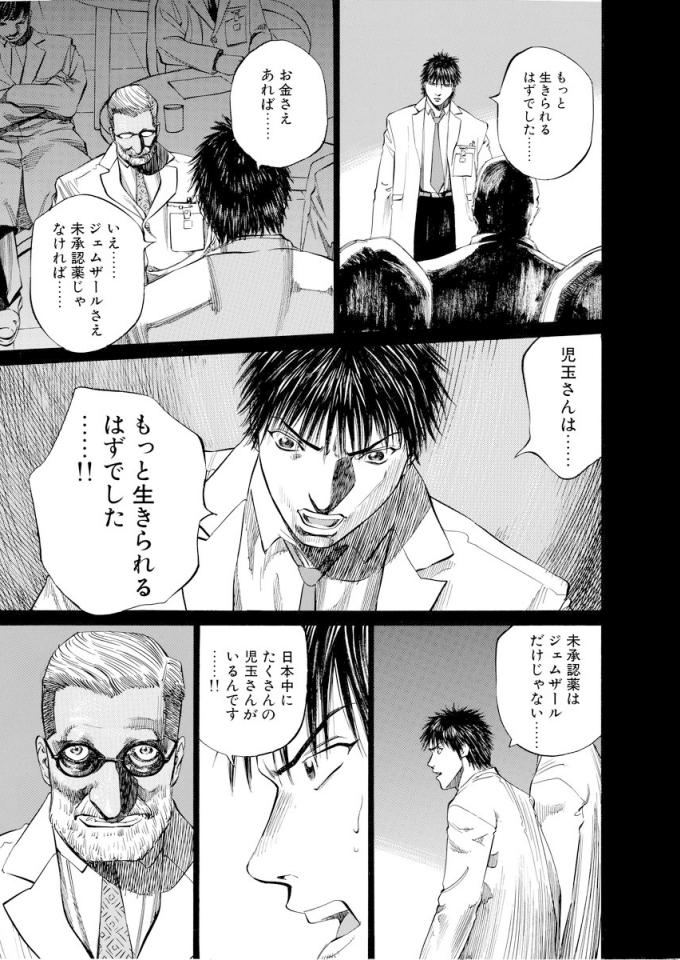 もっと
生きられる
はずでした……
お金さえ
あれば……
いえ……
ジェムザールさえ
未承認薬じゃ
なければ……
児玉さんは……
もっと生きられる
はずでした
……!!
未承認薬は
ジェムザール
だけじゃない……
日本中に
たくさんの
児玉さんが
いるんです
……!!